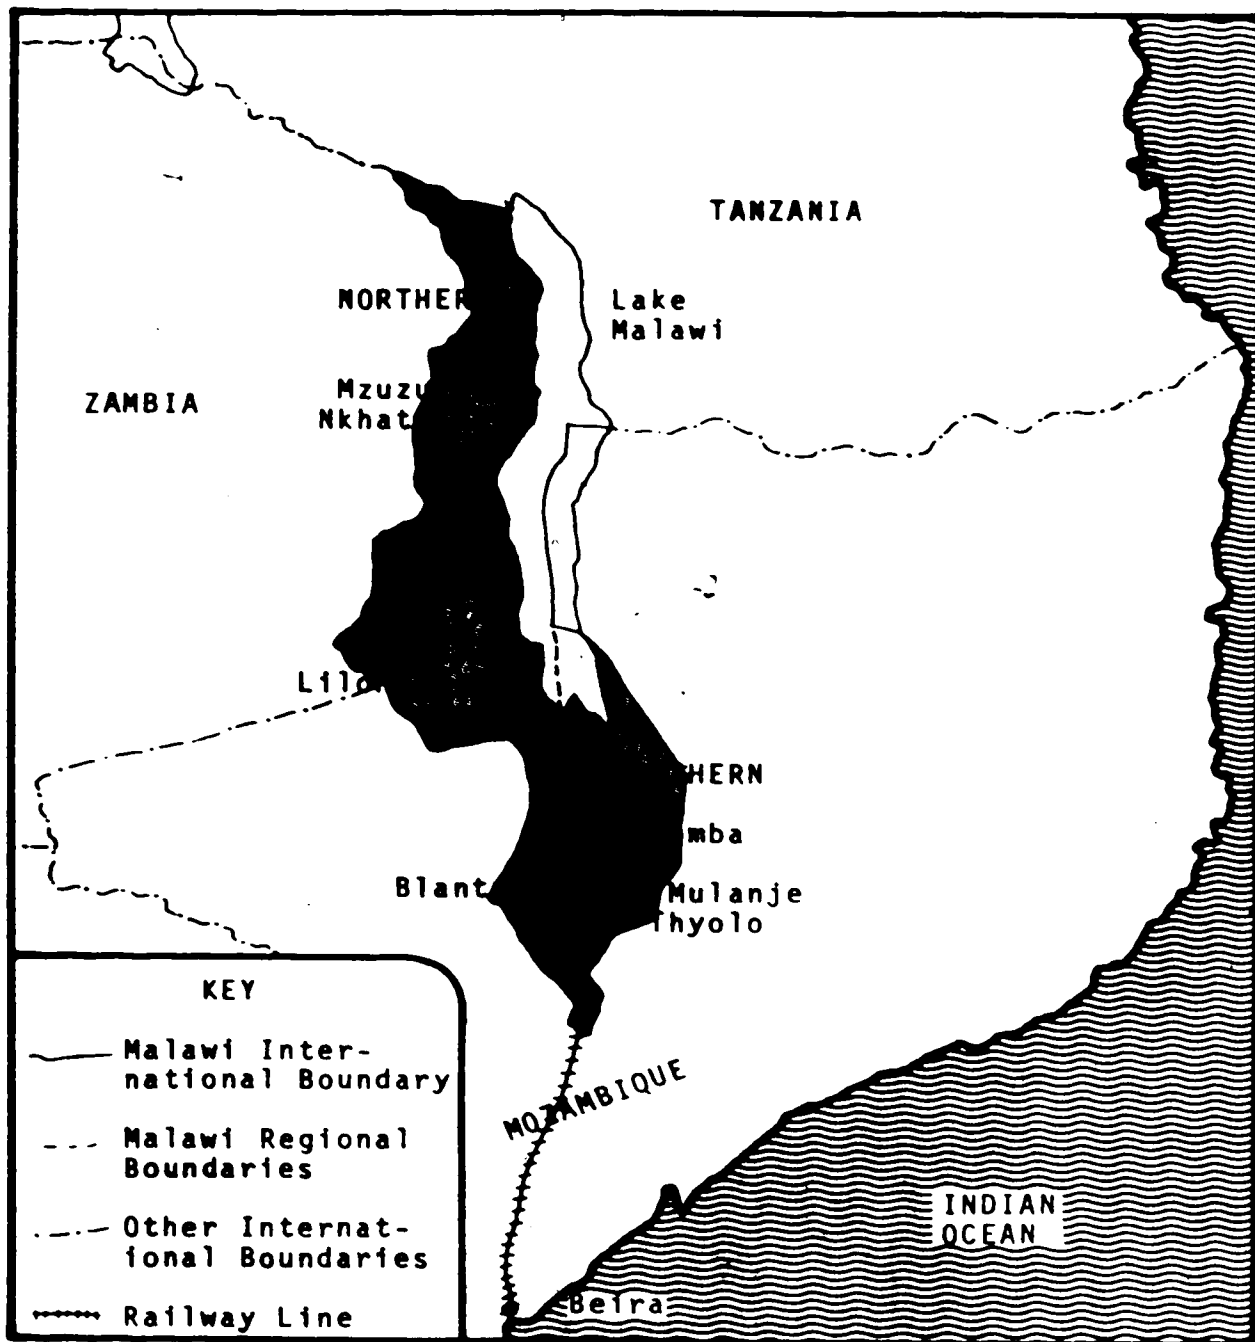 TANZANIA
NORTHER
Lake
Malawi
Mzuzu
Nkhat
ZAMBIA
Lilo
HERN
mba
Blant
Mulanje
Thyolo
KEY
Malawi Inter-
national Boundary
Malawi Regional
Boundaries
Other Internat-
ional Boundaries
Railway Line
MOZAMBIQUE
INDIAN
OCEAN
Beira